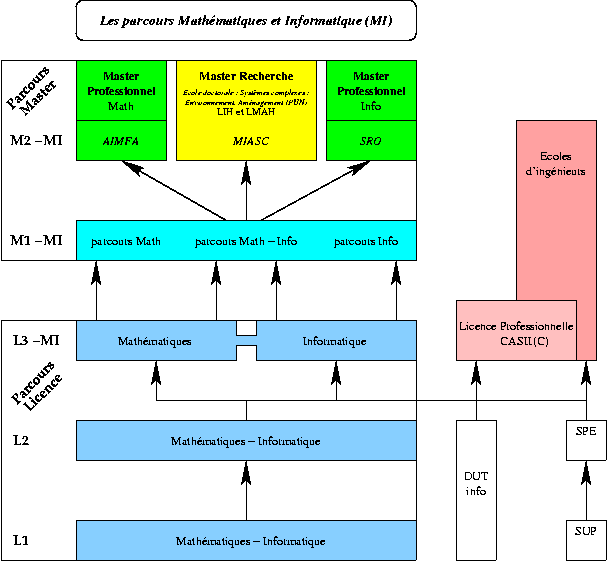 Les parcours Mathématiques et Informatique (MI)
Parcours
Master
Master
Professionnel
Math
Master Recherche
Ecole doctorale : Systèmes complexes :
Environnement, Aménagement (PUN)
LIH et LMAH
Master
Professionnel
Info
M2 –MI
AIMFA
MIASC
SRO
Ecoles
d'ingénieurs
M1 –MI
parcours Math
parcours Math – Info
parcours Info
L3 –MI
Mathématiques
Informatique
Licence Professionnelle
CASII(C)
Parcours
Licence
L2
Mathématiques – Informatique
SPE
DUT
info
L1
Mathématiques – Informatique
SUP